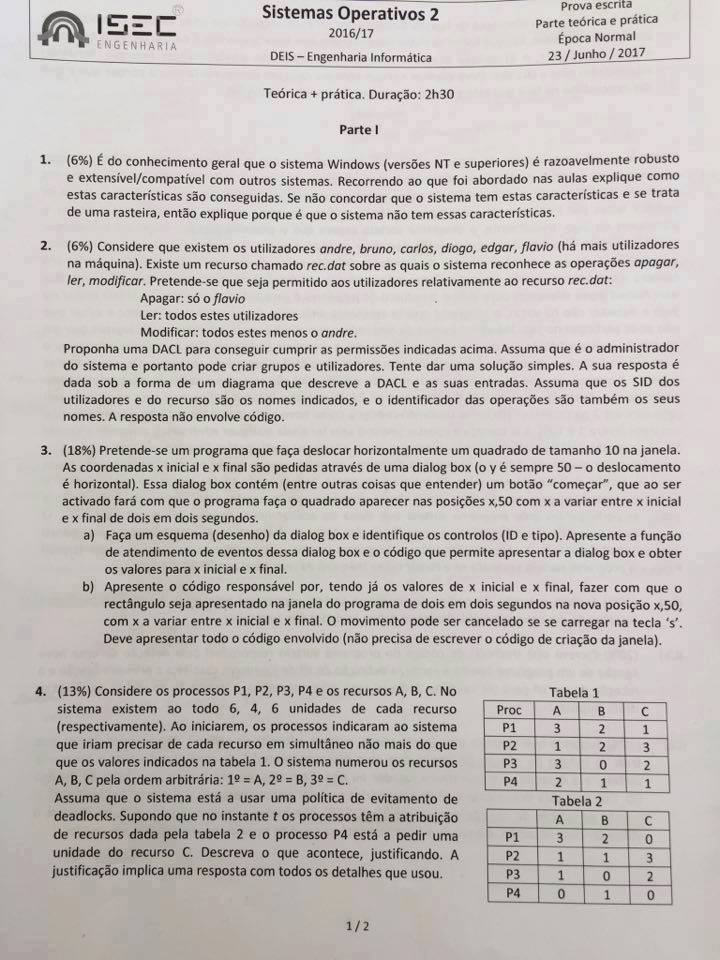 ISEC ®
ENGENHARIA
Sistemas Operativos 2
2016/17
DEIS – Engenharia Informática
Prova escrita
Parte teórica e prática
Época Normal
23 / Junho / 2017
Teórica + prática. Duração: 2h30
Parte I
1. (6%) É do conhecimento geral que o sistema Windows (versões NT e superiores) é razoavelmente robusto
e extensível/compatível com outros sistemas. Recorrendo ao que foi abordado nas aulas explique como
estas características são conseguidas. Se não concordar que o sistema tem estas características e se trata
de uma rasteira, então explique porque é que o sistema não tem essas características.
2. (6%) Considere que existem os utilizadores andre, bruno, carlos, diogo, edgar, flavio (há mais utilizadores
na máquina). Existe um recurso chamado rec.dat sobre as quais o sistema reconhece as operações apagar,
ler, modificar. Pretende-se que seja permitido aos utilizadores relativamente ao recurso rec.dat:
Apagar: só o flavio
Ler: todos estes utilizadores
Modificar: todos estes menos o andre.
Proponha uma DACL para conseguir cumprir as permissões indicadas acima. Assuma que é o administrador
do sistema e portanto pode criar grupos e utilizadores. Tente dar uma solução simples. A sua resposta é
dada sob a forma de um diagrama que descreve a DACL e as suas entradas. Assuma que os SID dos
utilizadores e do recurso são os nomes indicados, e o identificador das operações são também os seus
nomes. A resposta não envolve código.
3. (18%) Pretende-se um programa que faça deslocar horizontalmente um quadrado de tamanho 10 na janela.
As coordenadas x inicial e x final são pedidas através de uma dialog box (o y é sempre 50 – o deslocamento
é horizontal). Essa dialog box contém (entre outras coisas que entender) um botão “começar”, que ao ser
activado fará com que o programa faça o quadrado aparecer nas posições x,50 com x a variar entre x inicial
e x final de dois em dois segundos.
a) Faça um esquema (desenho) da dialog box e identifique os controlos (ID e tipo). Apresente a função
de atendimento de eventos dessa dialog box e o código que permite apresentar a dialog box e obter
os valores para x inicial e x final.
b) Apresente o código responsável por, tendo já os valores de x inicial e x final, fazer com que o
rectângulo seja apresentado na janela do programa de dois em dois segundos na nova posição x,50,
com x a variar entre x inicial e x final. O movimento pode ser cancelado se se carregar na tecla ‘s’.
Deve apresentar todo o código envolvido (não precisa de escrever o código de criação da janela).
4. (13%) Considere os processos P1, P2, P3, P4 e os recursos A, B, C. No
sistema existem ao todo 6, 4, 6 unidades de cada recurso
(respectivamente). Ao iniciarem, os processos indicaram ao sistema
que iriam precisar de cada recurso em simultâneo não mais do que
que os valores indicados na tabela 1. O sistema numerou os recursos
A, B, C pela ordem arbitrária: 1º = A, 2º = B, 3º = C.
Assuma que o sistema está a usar uma política de evitamento de
deadlocks. Supondo que no instante t os processos têm a atribuição
de recursos dada pela tabela 2 e o processo P4 está a pedir uma
unidade do recurso C. Descreva o que acontece, justificando. A
justificação implica uma resposta com todos os detalhes que usou.
Tabela 1
Proc A B C
P1 3 2 1
P2 1 2 3
P3 3 0 2
P4 2 1 1
Tabela 2
A B C
P1 3 2 0
P2 1 1 3
P3 1 0 2
P4 0 1 0
1 / 2